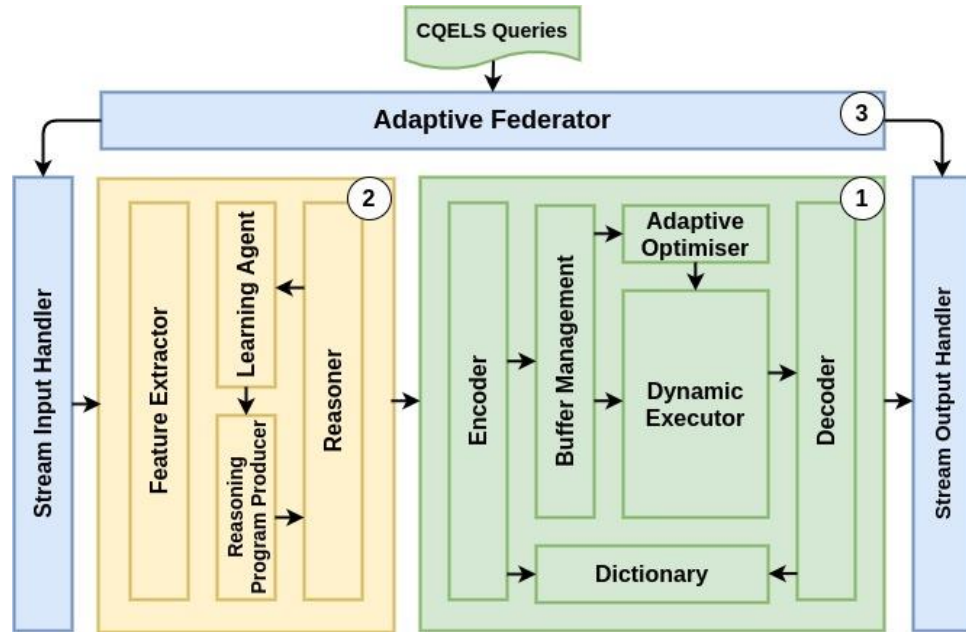 CQELS Queries
Adaptive Federator
3
Stream Input Handler
2
Feature Extractor
Learning Agent
Reasoning
Program Producer
Reasoner
1
Encoder
Buffer Management
Adaptive
Optimiser
Dynamic
Executor
Decoder
Dictionary
Stream Output Handler